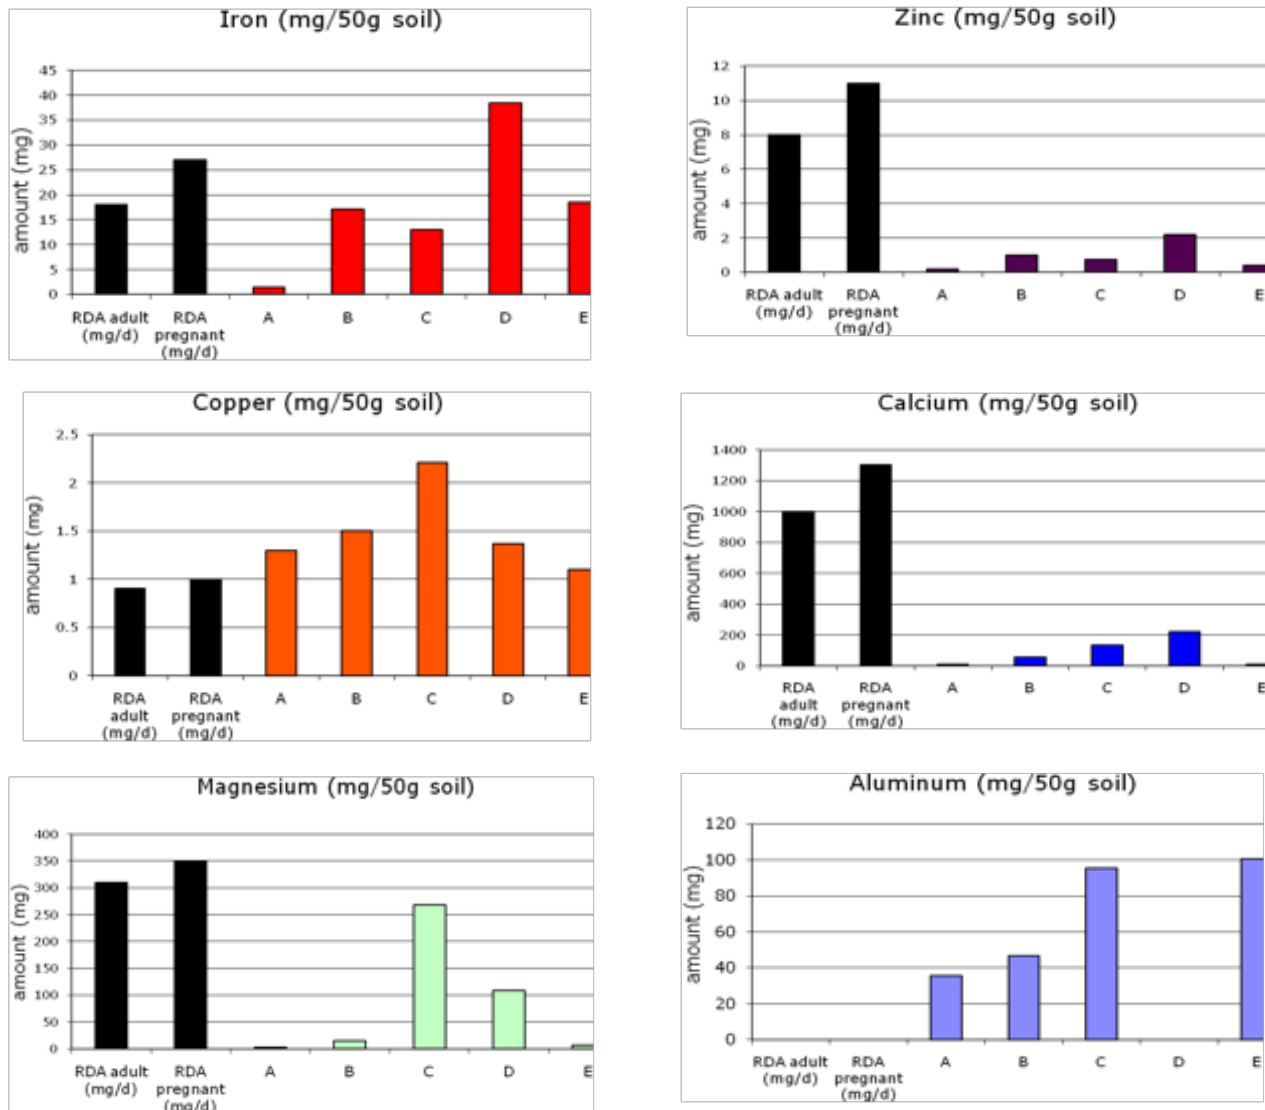 Iron (mg/50g soil)
amount (mg)
45
40
35
30
25
20
15
10
5
0
RDA adult
(mg/d)
RDA
pregnant
(mg/d)
A
B
C
D
E
Zinc (mg/50g soil)
amount (mg)
12
10
8
6
4
2
0
RDA adult
(mg/d)
RDA
pregnant
(mg/d)
A
B
C
D
E
Copper (mg/50g soil)
amount (mg)
2.5
2
1.5
1
0.5
0
RDA
adult
(mg/d)
RDA
pregnant
(mg/d)
A
B
C
D
E
Calcium (mg/50g soil)
amount (mg)
1400
1200
1000
800
600
400
200
0
RDA
adult
(mg/d)
RDA
pregnant
(mg/d)
A
B
C
D
E
Magnesium (mg/50g soil)
amount (mg)
400
350
300
250
200
150
100
50
0
RDA adult
(mg/d)
RDA
pregnant
(mg/d)
A
B
C
D
E
Aluminum (mg/50g soil)
amount (mg)
120
100
80
60
40
20
0
RDA adult
(mg/d)
RDA
pregnant
(mg/d)
A
B
C
D
E